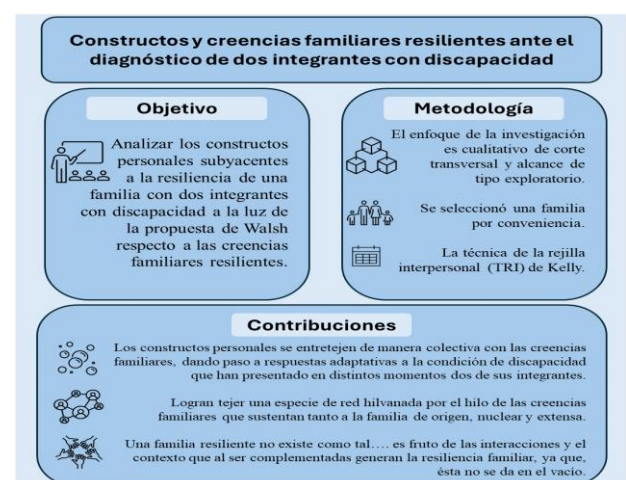 Constructos y creencias familiares resilientes ante el
diagnóstico de dos integrantes con discapacidad
Objetivo
Analizar los constructos
personales subyacentes
a la resiliencia de una
familia con dos integrantes
con discapacidad a la luz de
la propuesta de Walsh
respecto a las creencias
familiares resilientes.
Metodología
El enfoque de la investigación
es cualitativo de corte
transversal y alcance de
tipo exploratorio.
Se seleccionó una familia
por conveniencia.
La técnica de la rejilla
interpersonal (TRI) de Kelly.
Contribuciones
Los constructos personales se entretejen de manera colectiva con las creencias
familiares, dando paso a respuestas adaptativas a la condición de discapacidad
que han presentado en distintos momentos dos de sus integrantes.
Logran tejer una especie de red hilvanada por el hilo de las creencias
familiares que sustentan tanto a la familia de origen, nuclear y extensa.
Una familia resiliente no existe como tal…. es fruto de las interacciones y el
contexto que al ser complementadas generan la resiliencia familiar, ya que,
ésta no se da en el vacío.